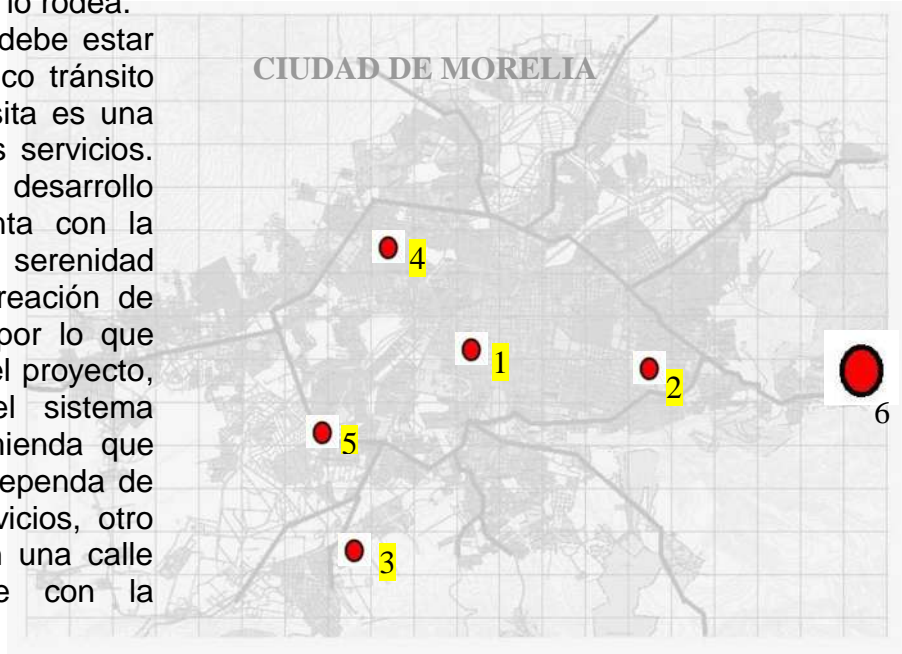 lo rodea.
debe estar
co tránsito
sita es una
s servicios.
desarrollo
nta con la
serenidad
reación de
por lo que
el proyecto,
el sistema
mienda que
ependa de
vicios, otro
n una calle
e con la
CIUDAD DE MORELIA
4
1
2
6
5
3